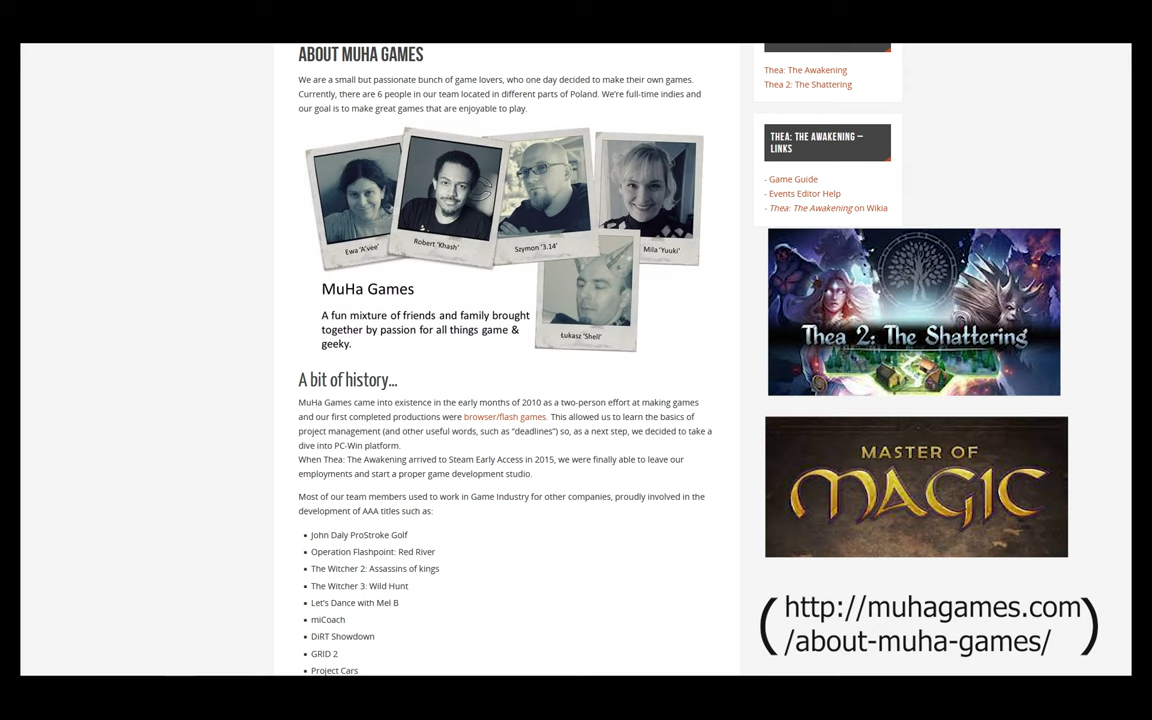 ABOUT MUHA GAMES
We are a small but passionate bunch of game lovers, who one day decided to make their own games.
Currently, there are 6 people in our team located in different parts of Poland. We're full-time indies and
our goal is to make great games that are enjoyable to play.
Ewa 'A'vee'
Robert 'Khash'
Szymon '3.14'
Mila 'Yuuki'
Łukasz 'Shell'
MuHa Games
A fun mixture of friends and family brought
together by passion for all things game &
geeky.
A bit of history...
MuHa Games came into existence in the early months of 2010 as a two-person effort at making games
and our first completed productions were browser/flash games. This allowed us to learn the basics of
project management (and other useful words, such as “deadlines”) so, as a next step, we decided to take a
dive into PC-Win platform.
When Thea: The Awakening arrived to Steam Early Access in 2015, we were finally able to leave our
employments and start a proper game development studio.
Most of our team members used to work in Game Industry for other companies, proudly involved in the
development of AAA titles such as:
▪ John Daly ProStroke Golf
▪ Operation Flashpoint: Red River
▪ The Witcher 2: Assassins of kings
▪ The Witcher 3: Wild Hunt
▪ Let's Dance with Mel B
▪ miCoach
▪ DiRT Showdown
▪ GRID 2
▪ Project Cars
Thea: The Awakening
Thea 2: The Shattering
THEA: THE AWAKENING –
LINKS
- Game Guide
- Events Editor Help
- Thea: The Awakening on Wikia
Thea 2: The Shattering
MASTER OF
MAGIC
(http://muhagames.com
/about-muha-games/)